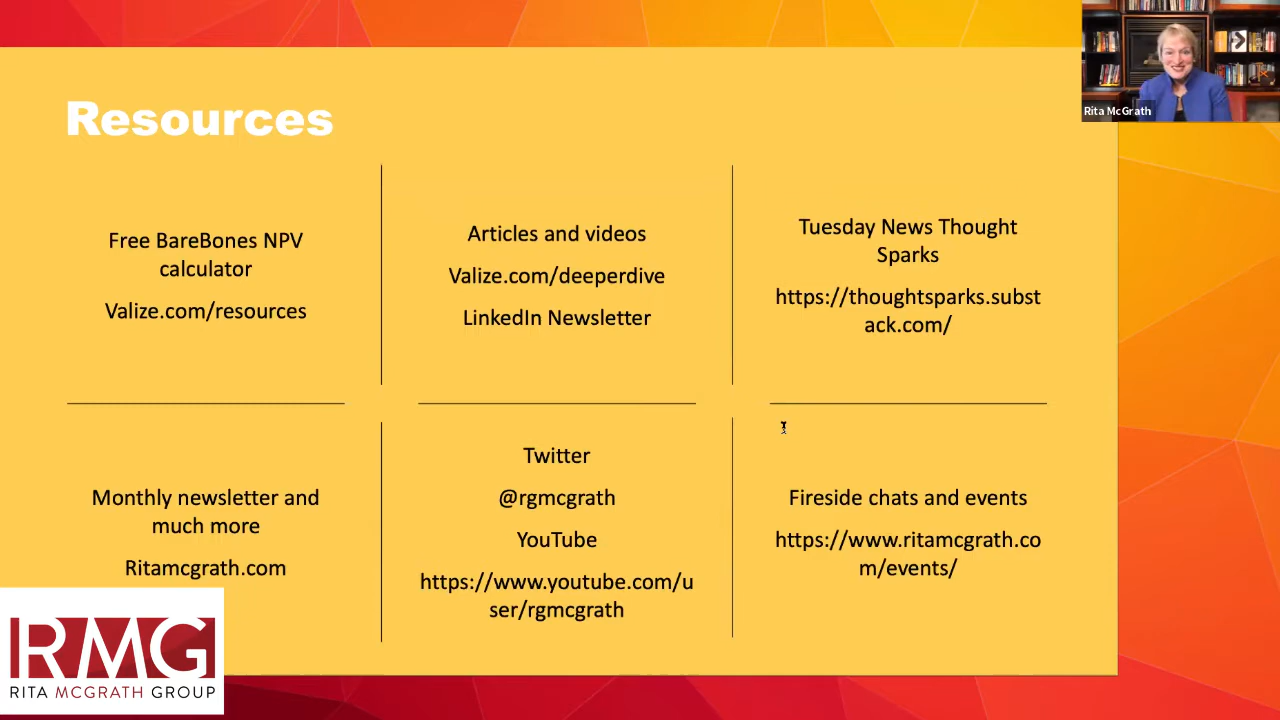 Rita McGrath
Resources
Free BareBones NPV
calculator
Valize.com/resources
Articles and videos
Valize.com/deeperdive
LinkedIn Newsletter
Tuesday News Thought
Sparks
https://thoughtsparks.subst
ack.com/
Monthly newsletter and
much more
Ritamcgrath.com
Twitter
@rgmcgrath
YouTube
https://www.youtube.com/u
ser/rgmcgrath
Fireside chats and events
https://www.ritamcgrath.co
m/events/
RMG
RITA MCGRATH GROUP